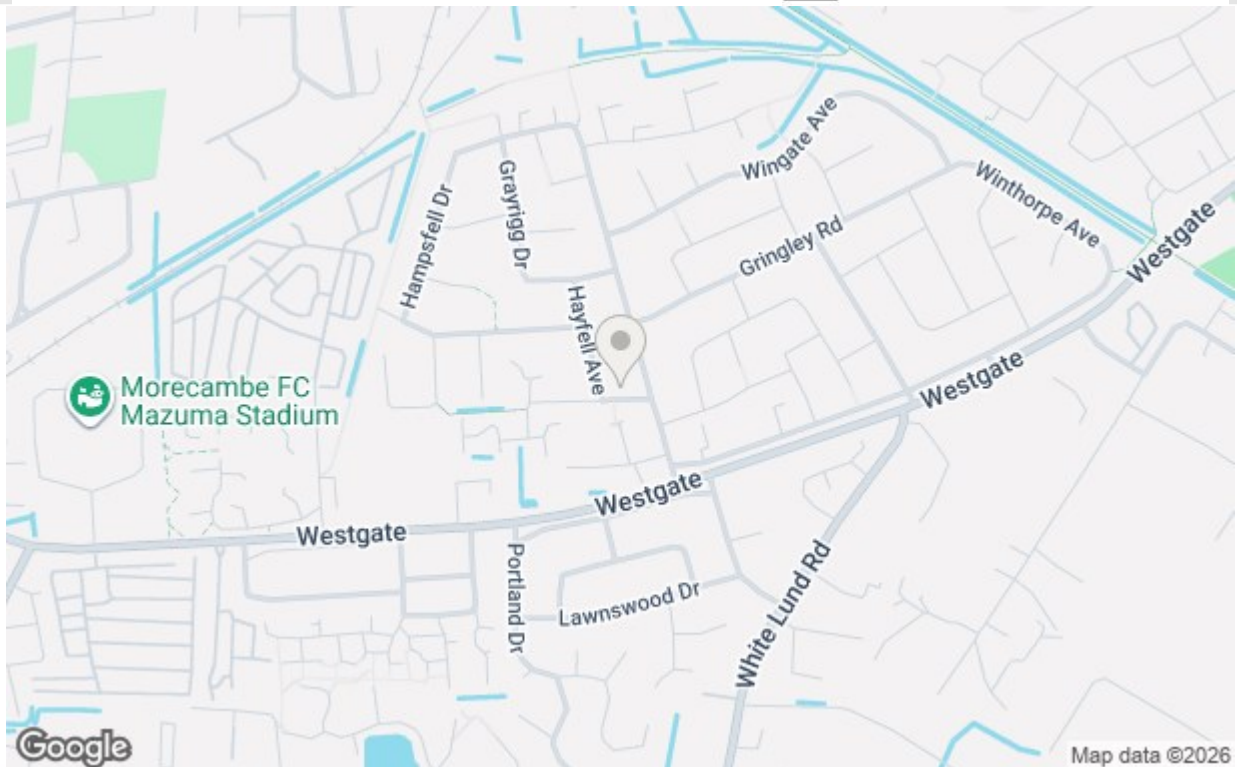 Wingate Ave
Winthorpe Ave
Westgate
Grayrigg Dr
Hampsfell Dr
Gringley Rd
Hayfell Ave
Morecambe FC
Mazuma Stadium
Westgate
Westgate
Westgate
Portland Dr
Lawnswood Dr
White Lund Rd
Google
Map data ©2026